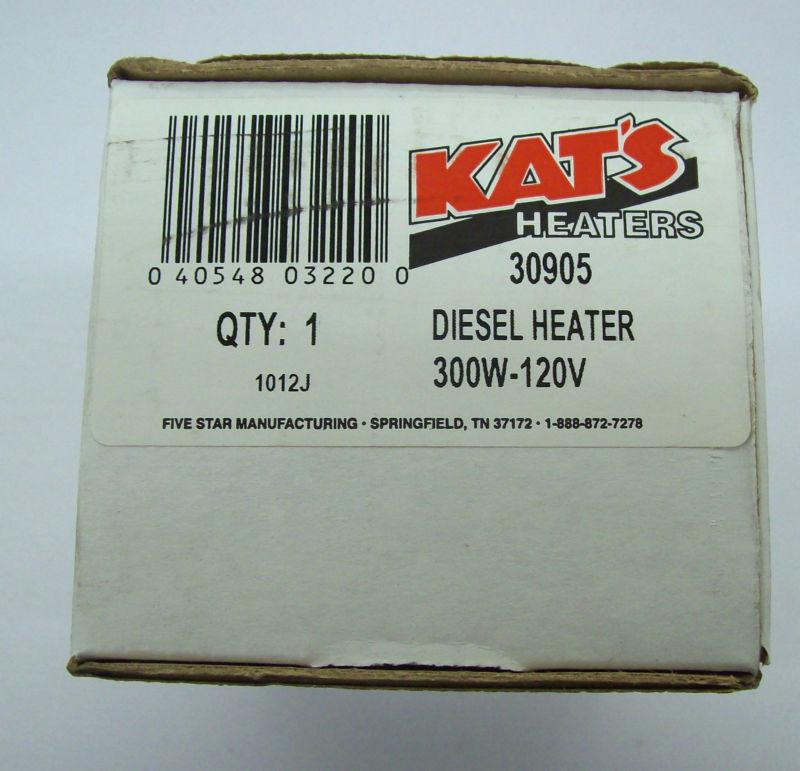 0 40548 03220 0
KAT'S
HEATERS
30905
QTY: 1
DIESEL HEATER
1012J
300W-120V
FIVE STAR MANUFACTURING · SPRINGFIELD, TN 37172 · 1-888-872-7278